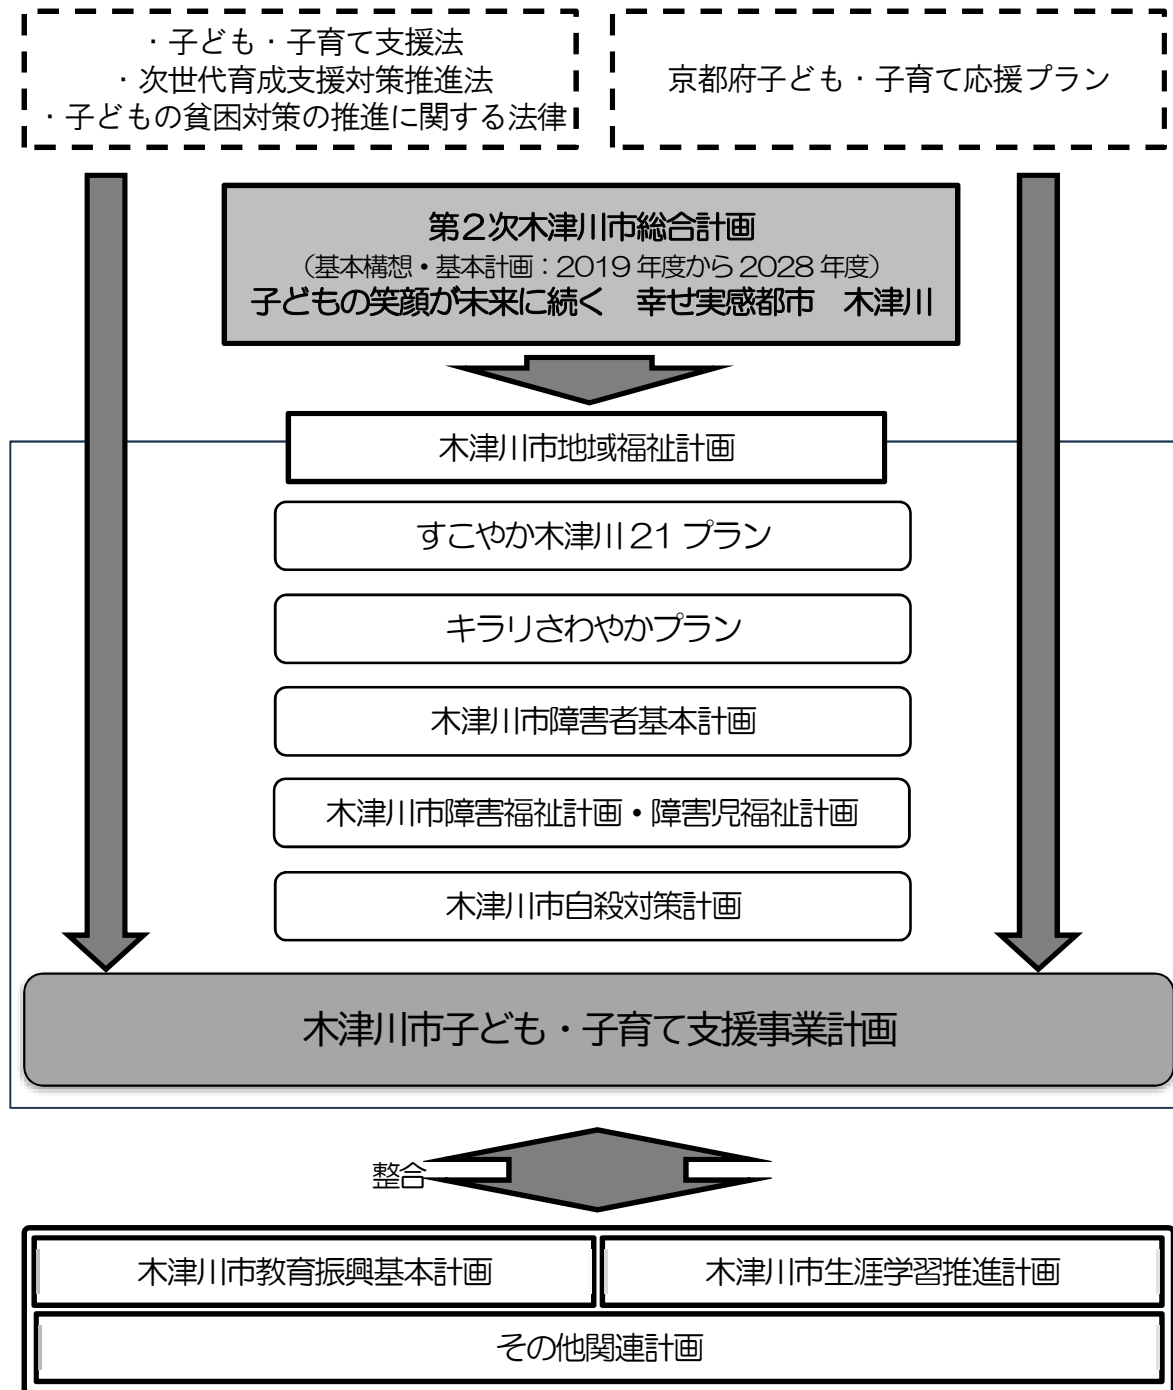 ・子ども・子育て支援法
・次世代育成支援対策推進法
・子どもの貧困対策の推進に関する法律
京都府子ども・子育て応援プラン
第２次木津川市総合計画
（基本構想・基本計画：2019 年度から 2028 年度）
子どもの笑顔が未来に続く　幸せ実感都市　木津川
木津川市地域福祉計画
すこやか木津川 21 プラン
キラリさわやかプラン
木津川市障害者基本計画
木津川市障害福祉計画・障害児福祉計画
木津川市自殺対策計画
木津川市子ども・子育て支援事業計画
整合
木津川市教育振興基本計画
木津川市生涯学習推進計画
その他関連計画